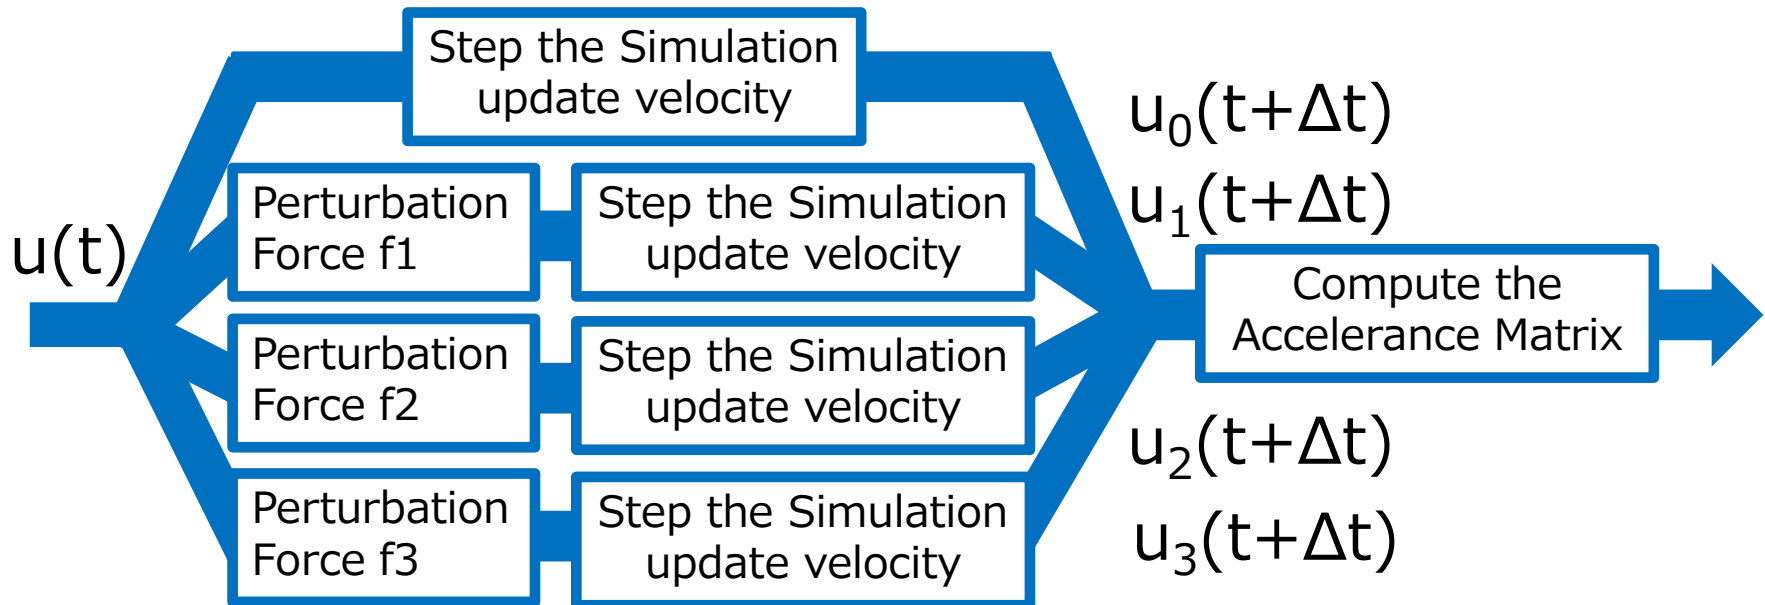 Step the Simulation
update velocity
u₀(t+Δt)
u(t)
Perturbation
Force f1
Step the Simulation
update velocity
u₁(t+Δt)
Perturbation
Force f2
Step the Simulation
update velocity
Compute the
Accelerance Matrix
u₂(t+Δt)
Perturbation
Force f3
Step the Simulation
update velocity
u₃(t+Δt)